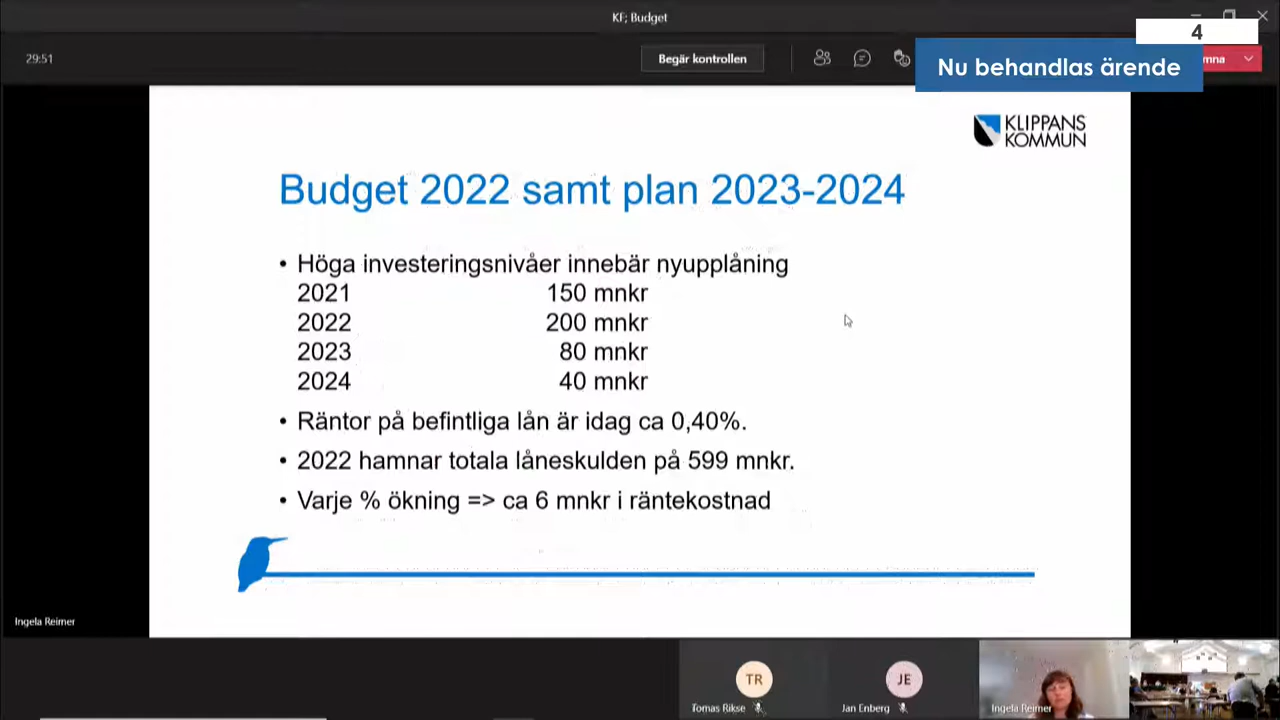 KF; Budget
4
29:51
Begär kontrollen
Nu behandlas ärende
mna
KLIPPANS
KOMMUN
Budget 2022 samt plan 2023-2024
• Höga investeringsnivåer innebär nyupplåning
2021 150 mnkr
2022 200 mnkr
2023 80 mnkr
2024 40 mnkr
• Räntor på befintliga lån är idag ca 0,40%.
• 2022 hamnar totala låneskulden på 599 mnkr.
• Varje % ökning => ca 6 mnkr i räntekostnad
Ingela Reimer
TR
JE
Tomas Rikse
Jan Enberg
Ingela Reimer